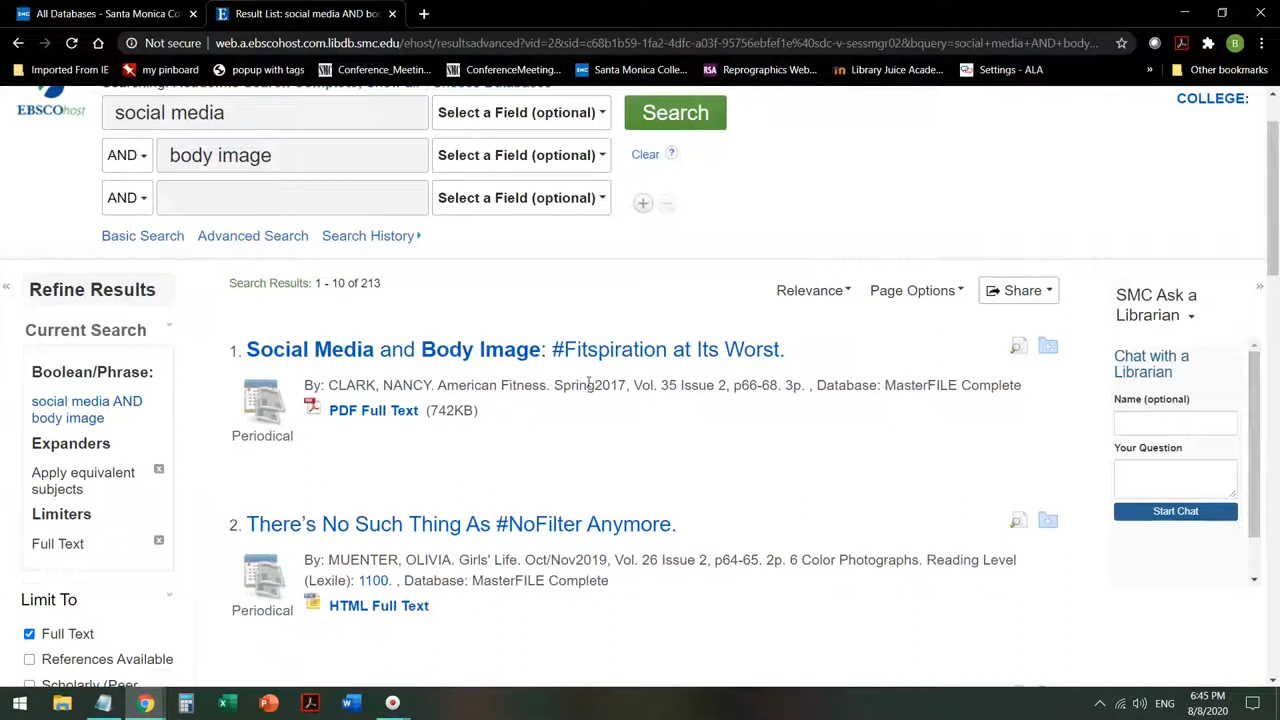 All Databases - Santa Monica Co
Result List: social media AND bo
Not secure
web.a.ebscohost.com.libdb.smc.edu/ehost/resultsadvanced?vid=2&sid=c68b1b59-1fa2-4dfc-a03f-95756ebfef1e%40sdc-v-sessmgr02&bquery=social+media+AND+body...
B
Imported From IE
my pinboard
popup with tags
Conference_Meetin...
ConferenceMeeting...
Santa Monica Colle...
Reprographics Web...
Library Juice Acade...
Settings - ALA
»
Other bookmarks
EBSCOhost
social media
Select a Field (optional)
Search
COLLEGE:
AND
body image
Select a Field (optional)
Clear
?
AND
Select a Field (optional)
Basic Search
Advanced Search
Search History
«
Refine Results
Search Results: 1 - 10 of 213
Relevance
Page Options
Share
SMC Ask a
Librarian
»
Current Search
Boolean/Phrase:
social media AND
body image
Expanders
Apply equivalent
subjects
Limiters
Full Text
Limit To
Full Text
References Available
Scholarly (Peer
1. Social Media and Body Image: #Fitspiration at Its Worst.
By: CLARK, NANCY. American Fitness. Spring2017, Vol. 35 Issue 2, p66-68. 3p. , Database: MasterFILE Complete
PDF Full Text (742KB)
Periodical
2. There's No Such Thing As #NoFilter Anymore.
By: MUENTER, OLIVIA. Girls' Life. Oct/Nov2019, Vol. 26 Issue 2, p64-65. 2p. 6 Color Photographs. Reading Level
(Lexile): 1100. , Database: MasterFILE Complete
HTML Full Text
Periodical
Chat with a
Librarian
Name (optional)
Your Question
Start Chat
ENG
6:45 PM
8/8/2020